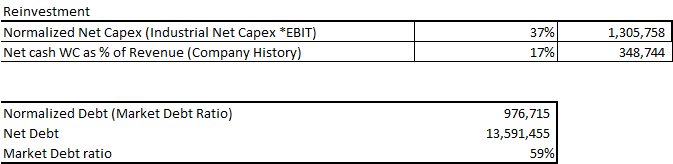 Reinvestment
Normalized Net Capex (Industrial Net Capex *EBIT) 37% 1,305,758
Net cash WC as % of Revenue (Company History) 17% 348,744
Normalized Debt (Market Debt Ratio) 976,715
Net Debt 13,591,455
Market Debt ratio 59%